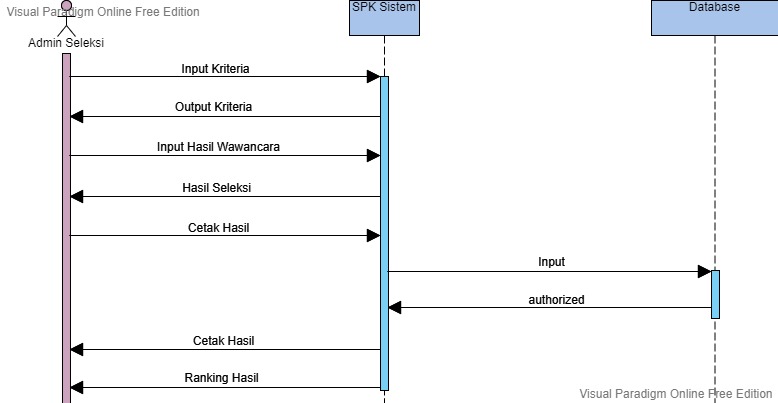 Visual Paradigm Online Free Edition
SPK Sistem
Database
Admin Seleksi
Input Kriteria
Output Kriteria
Input Hasil Wawancara
Hasil Seleksi
Cetak Hasil
Input
authorized
Cetak Hasil
Ranking Hasil
Visual Paradigm Online Free Edition